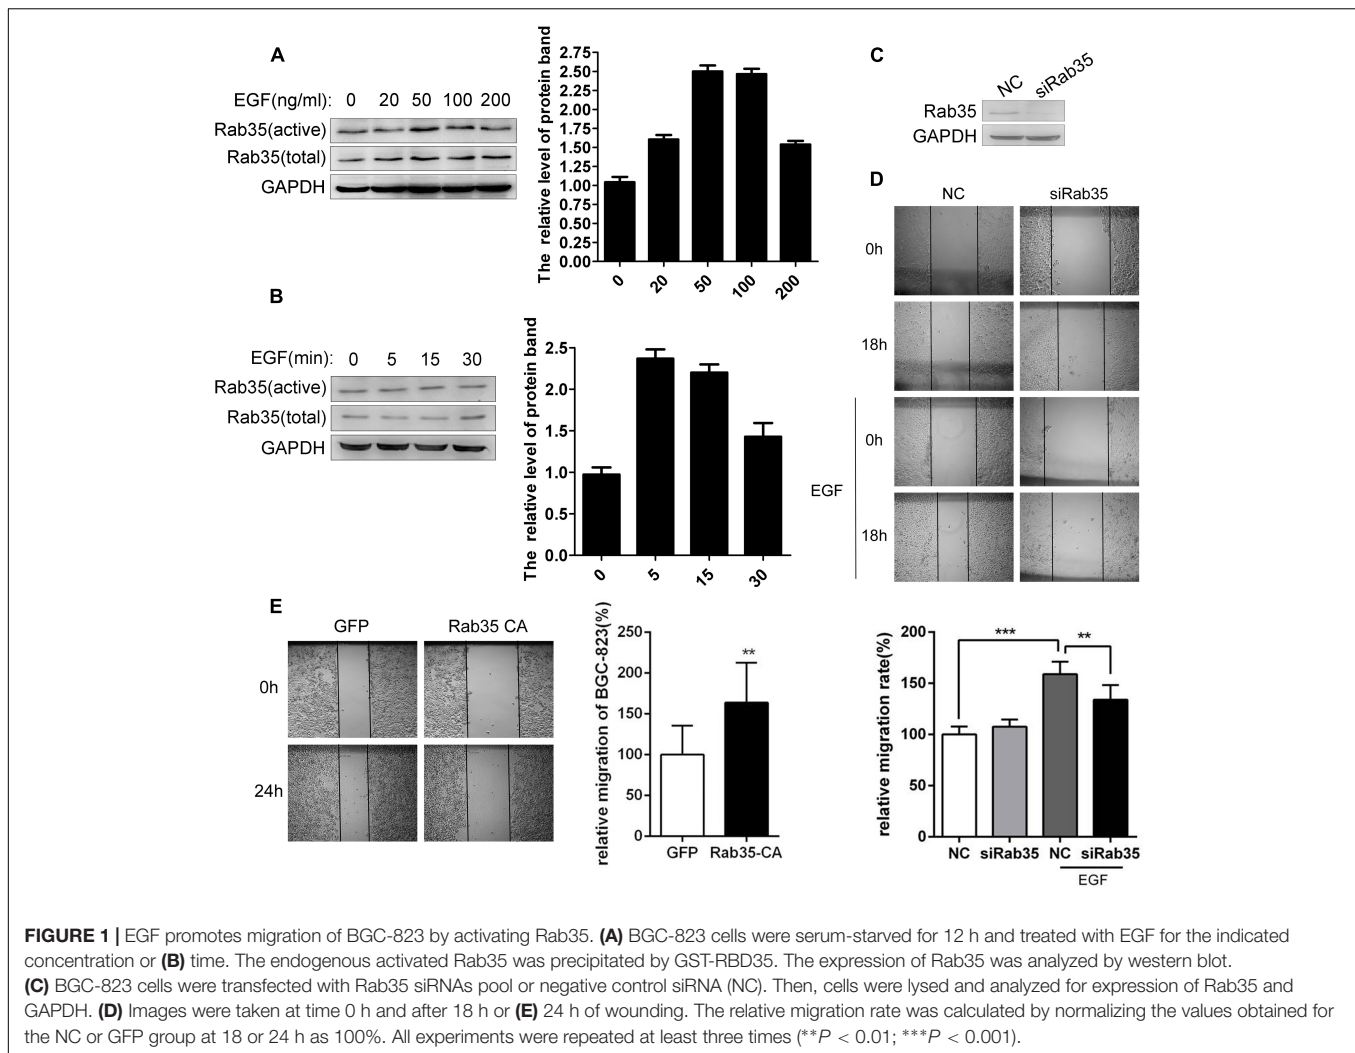 A
EGF(ng/ml): 0 20 50 100 200
Rab35(active)
Rab35(total)
GAPDH
The relative level of protein band
2.75
2.50
2.25
2.00
1.75
1.50
1.25
1.00
0.75
0.50
0.25
0.00
0 20 50 100 200
B
EGF(min): 0 5 15 30
Rab35(active)
Rab35(total)
GAPDH
The relative level of protein band
2.5
2.0
1.5
1.0
0.5
0.0
0 5 15 30
C
NC siRab35
Rab35
GAPDH
D
NC siRab35
0h
18h
EGF
0h
18h
relative migration rate(%)
200
150
100
50
0
*** **
NC siRab35 NC siRab35
EGF
E
GFP Rab35 CA
0h
24h
relative migration of BGC-823(%)
250
200
150
100
50
0
**
GFP Rab35-CA
FIGURE 1 | EGF promotes migration of BGC-823 by activating Rab35. (A) BGC-823 cells were serum-starved for 12 h and treated with EGF for the indicated
concentration or (B) time. The endogenous activated Rab35 was precipitated by GST-RBD35. The expression of Rab35 was analyzed by western blot.
(C) BGC-823 cells were transfected with Rab35 siRNAs pool or negative control siRNA (NC). Then, cells were lysed and analyzed for expression of Rab35 and
GAPDH. (D) Images were taken at time 0 h and after 18 h or (E) 24 h of wounding. The relative migration rate was calculated by normalizing the values obtained for
the NC or GFP group at 18 or 24 h as 100%. All experiments were repeated at least three times (**P < 0.01; ***P < 0.001).